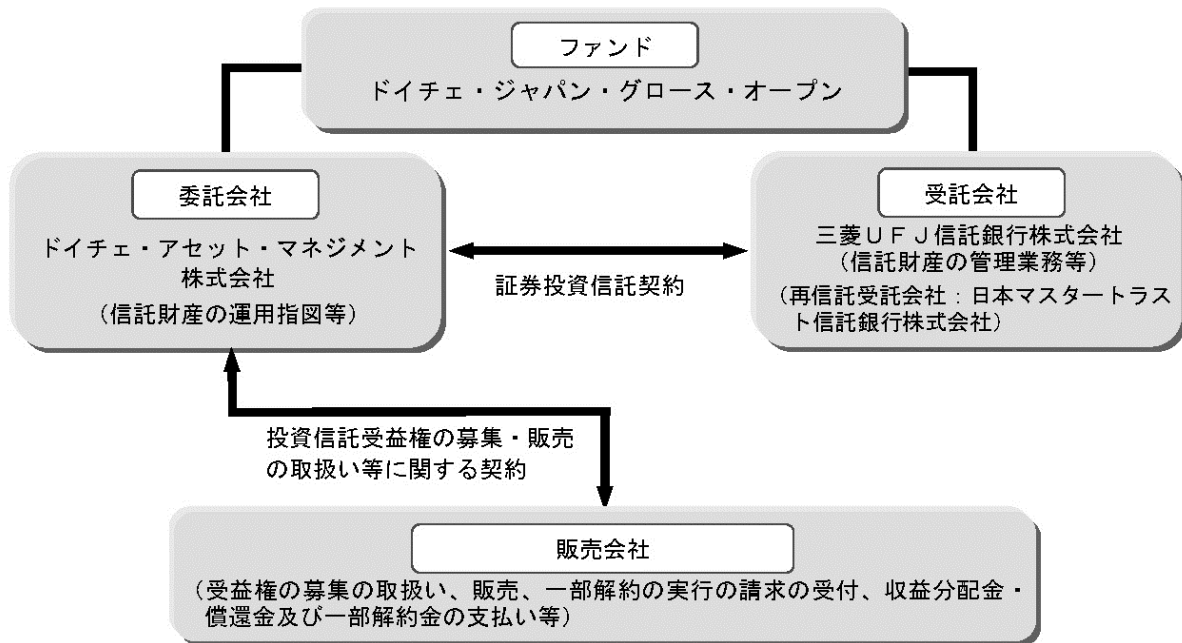 ファンド
ドイチェ・ジャパン・グロース・オープン
委託会社
ドイチェ・アセット・マネジメント
株式会社
（信託財産の運用指図等）
証券投資信託契約
受託会社
三菱ＵＦＪ信託銀行株式会社
（信託財産の管理業務等）
（再信託受託会社：日本マスタートラス
ト信託銀行株式会社）
投資信託受益権の募集・販売
の取扱い等に関する契約
販売会社
（受益権の募集の取扱い、販売、一部解約の実行の請求の受付、収益分配金・
償還金及び一部解約金の支払い等）